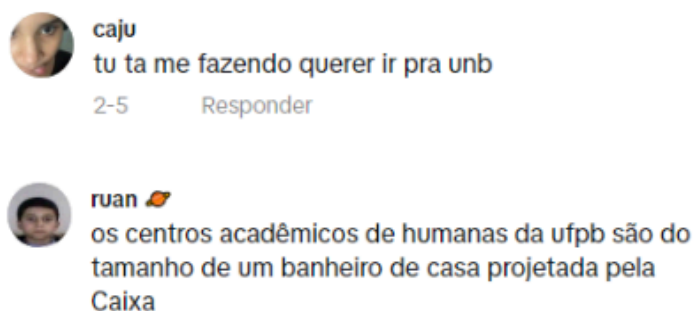 caju
tu ta me fazendo querer ir pra unb
2-5 Responder
ruan 🪐
os centros acadêmicos de humanas da ufpb são do
tamanho de um banheiro de casa projetada pela
Caixa